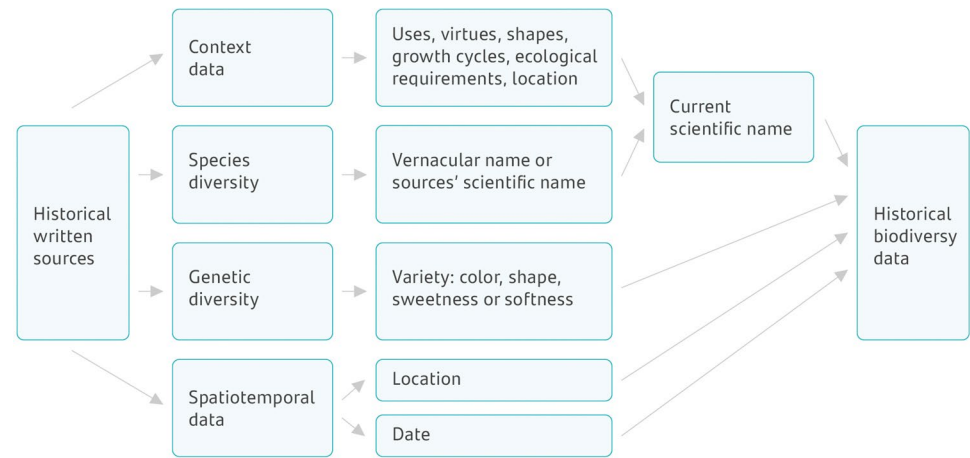 Historical
written
sources
Context
data
Species
diversity
Genetic
diversity
Spatiotemporal
data
Uses, virtues, shapes,
growth cycles, ecological
requirements, location
Vernacular name or
sources’ scientific name
Variety: color, shape,
sweetness or softness
Location
Date
Current
scientific name
Historical
biodiversy
data